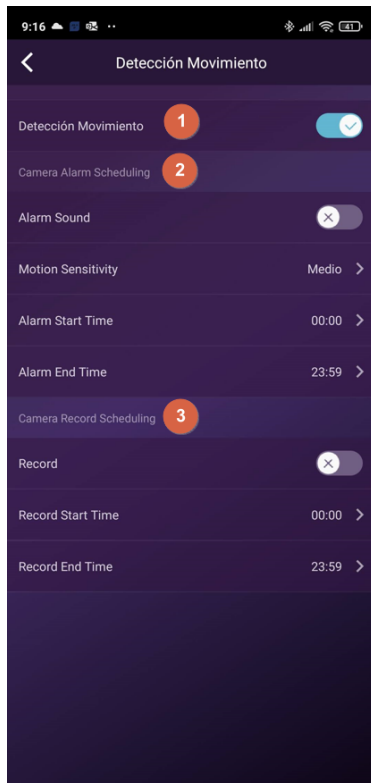 9:16
41
Detección Movimiento
Detección Movimiento 1
Camera Alarm Scheduling 2
Alarm Sound
Motion Sensitivity Medio
Alarm Start Time 00:00
Alarm End Time 23:59
Camera Record Scheduling 3
Record
Record Start Time 00:00
Record End Time 23:59